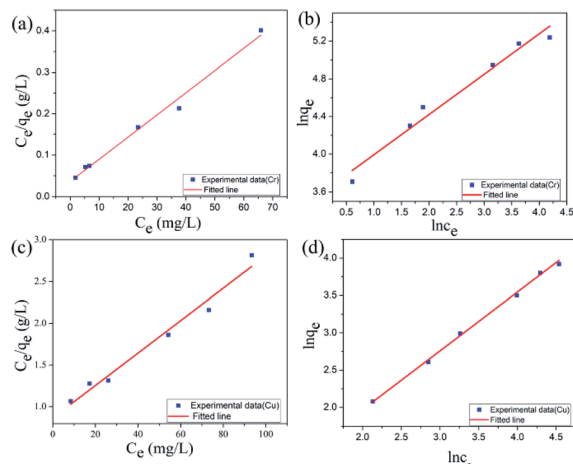 (a)
0.4
0.3
0.2
0.1
0.0
Ce/qe (g/L)
0 10 20 30 40 50 60 70
Ce (mg/L)
Experimental data(Cr)
Fitted line
(b)
5.2
4.8
4.4
4.0
3.6
lnqe
0.5 1.0 1.5 2.0 2.5 3.0 3.5 4.0 4.5
lnce
Experimental data(Cr)
Fitted line
(c)
3.0
2.5
2.0
1.5
1.0
Ce/qe (g/L)
0 20 40 60 80 100
Ce (mg/L)
Experimental data(Cu)
Fitted line
(d)
4.0
3.5
3.0
2.5
2.0
lnqe
2.0 2.5 3.0 3.5 4.0 4.5
lnce
Experimental data(Cu)
Fitted line